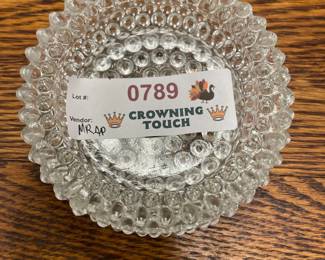 Lot #:
0789
Vendor:
MRAP
CROWNING
TOUCH